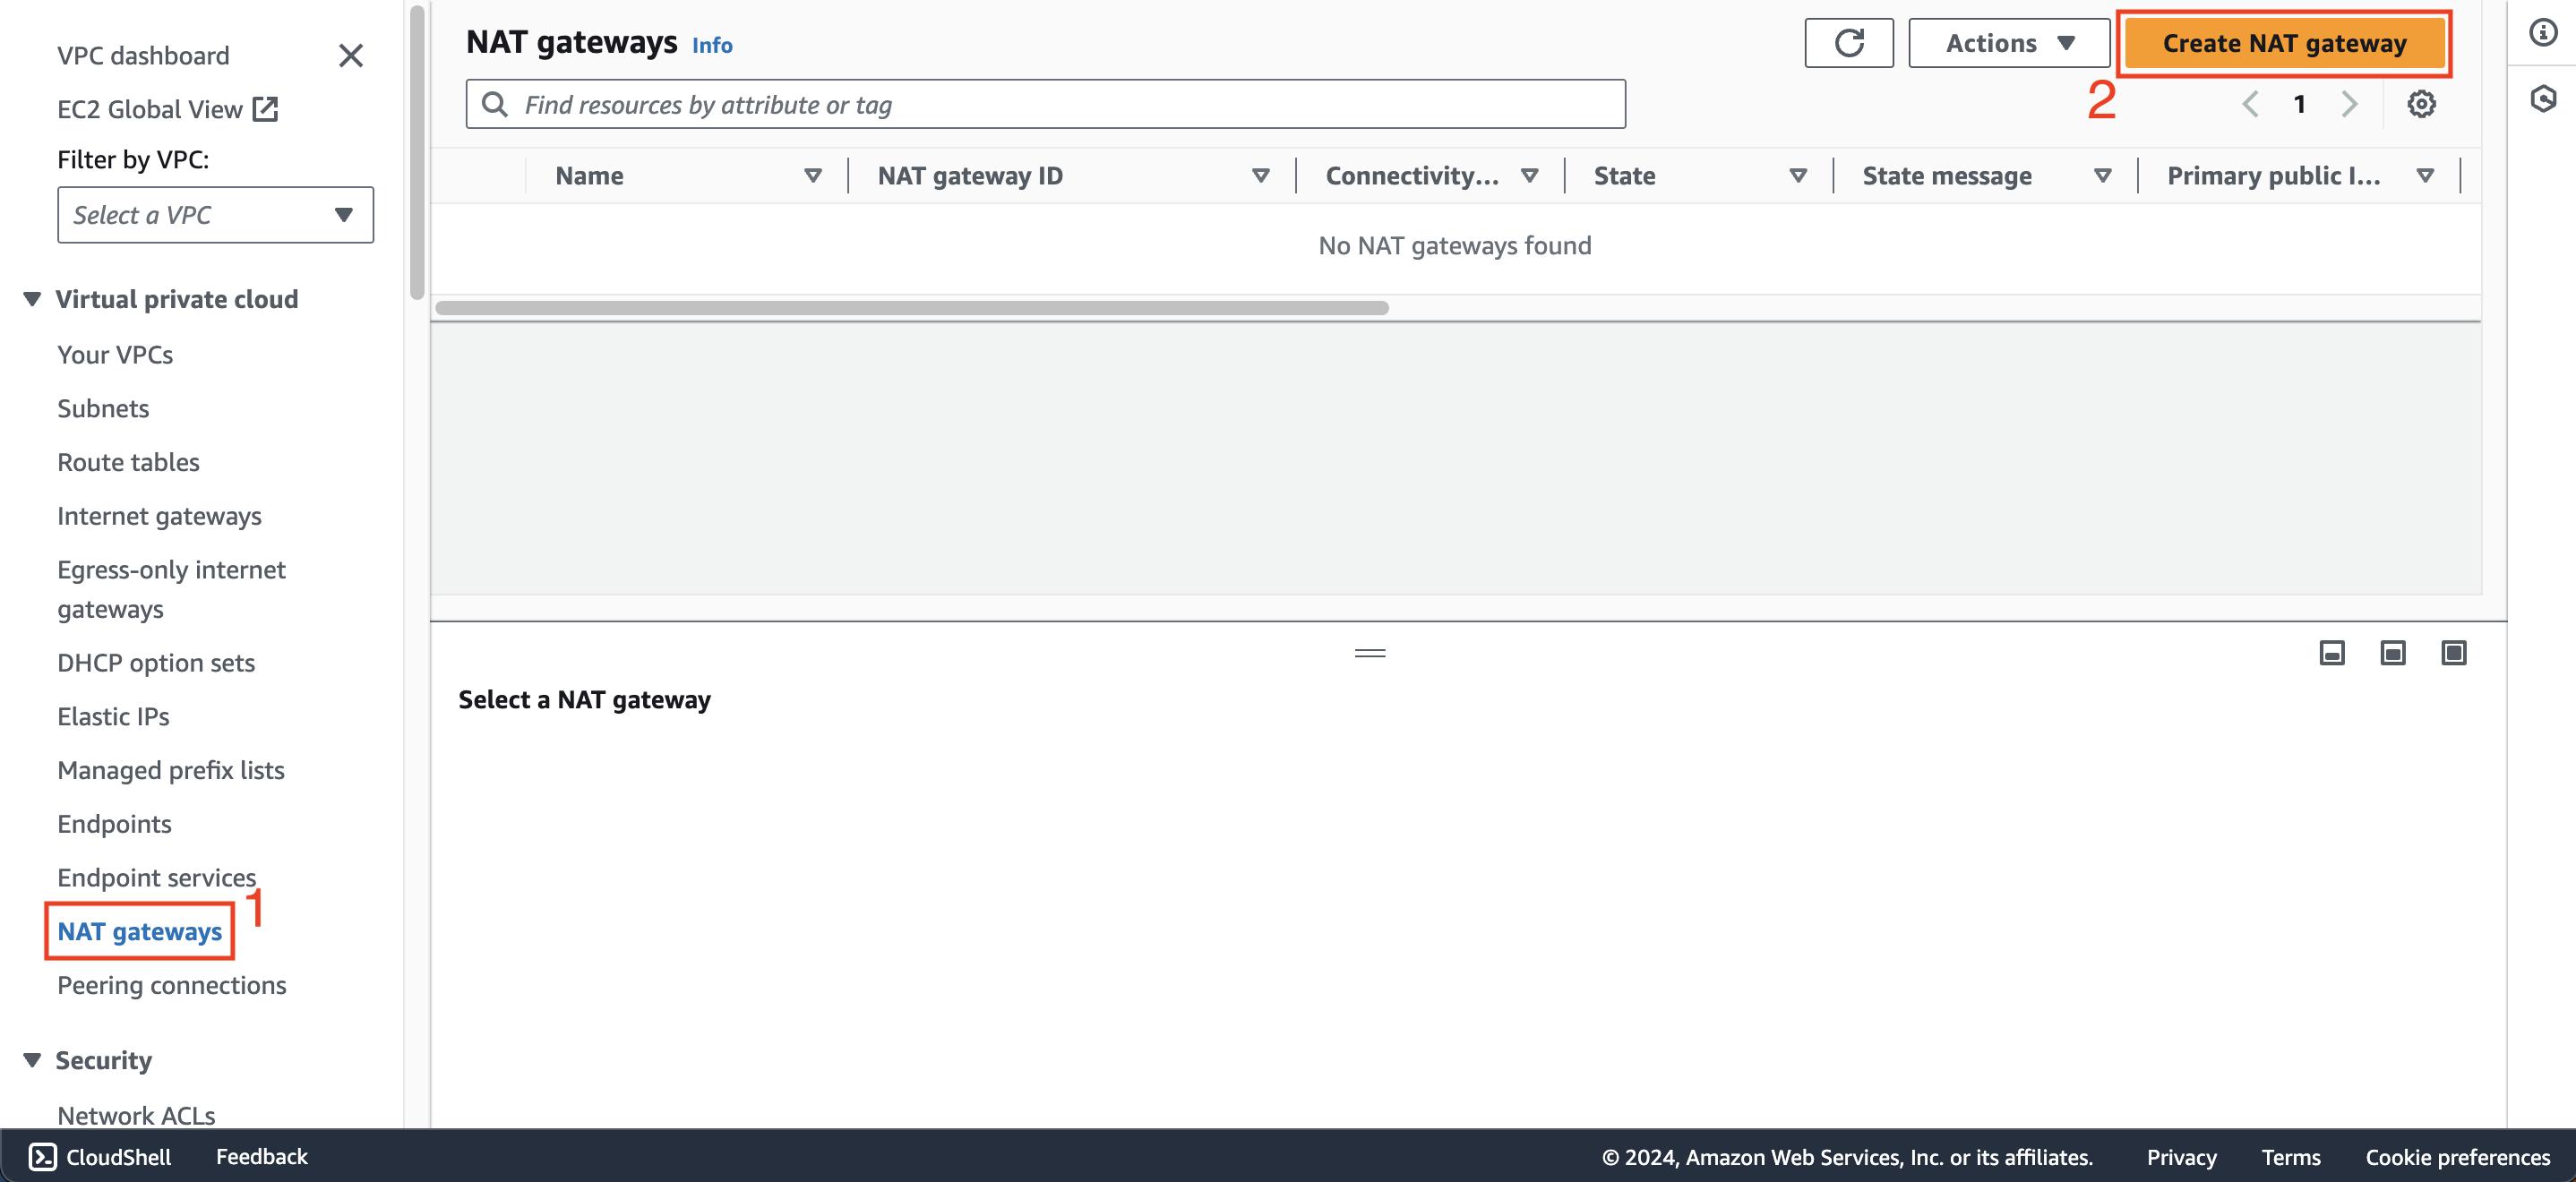 VPC dashboard
EC2 Global View
Filter by VPC:
Select a VPC
Virtual private cloud
Your VPCs
Subnets
Route tables
Internet gateways
Egress-only internet
gateways
DHCP option sets
Elastic IPs
Managed prefix lists
Endpoints
Endpoint services
1
NAT gateways
Peering connections
Security
Network ACLs
NAT gateways Info
Actions
Create NAT gateway
Find resources by attribute or tag
2
1
Name NAT gateway ID Connectivity... State State message Primary public I...
No NAT gateways found
Select a NAT gateway
CloudShell Feedback © 2024, Amazon Web Services, Inc. or its affiliates. Privacy Terms Cookie preferences